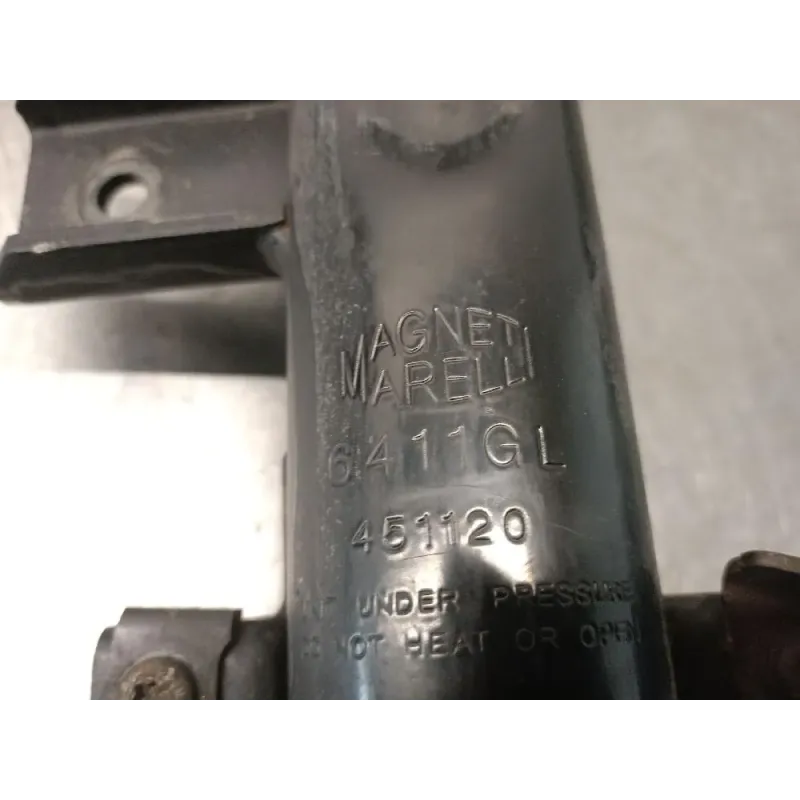 MAGNETI
MARELLI
6411GL
451120
UNDER PRESSURE
NOT HEAT OR OPEN